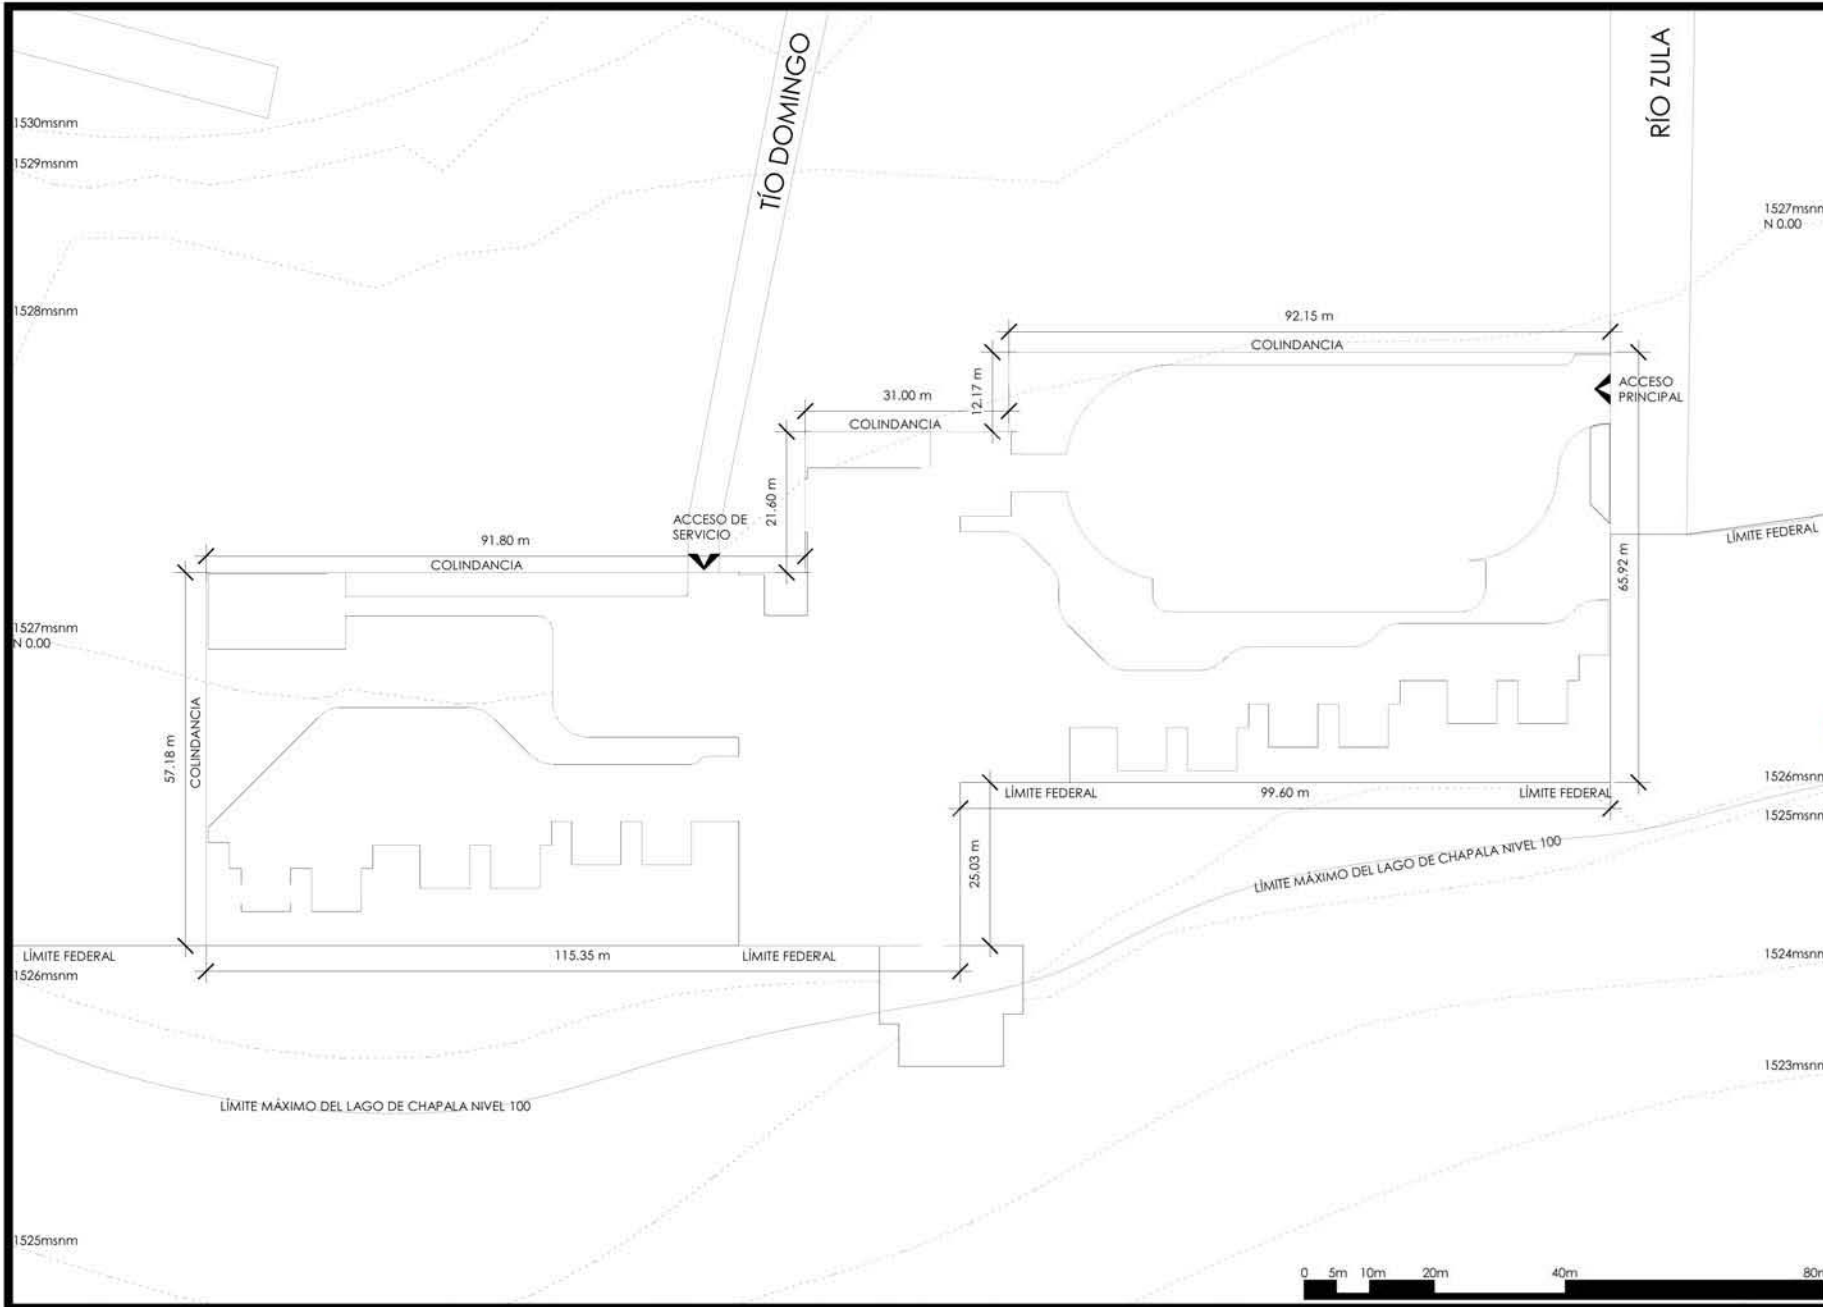 TÍO DOMINGO
RÍO ZULA
1530msnm
1529msnm
1527msnm
N 0.00
1528msnm
92.15 m
COLINDANCIA
12.17 m
ACCESO
PRINCIPAL
31.00 m
COLINDANCIA
21.60 m
ACCESO DE
SERVICIO
91.80 m
COLINDANCIA
LÍMITE FEDERAL
65.92 m
1527msnm
N 0.00
57.18 m
COLINDANCIA
1526msnm
LÍMITE FEDERAL
99.60 m
LÍMITE FEDERAL
1525msnm
25.03 m
LÍMITE MÁXIMO DEL LAGO DE CHAPALA NIVEL 100
LÍMITE FEDERAL
115.35 m
LÍMITE FEDERAL
1524msnm
1526msnm
1523msnm
LÍMITE MÁXIMO DEL LAGO DE CHAPALA NIVEL 100
1525msnm
0 5m 10m 20m 40m 80m